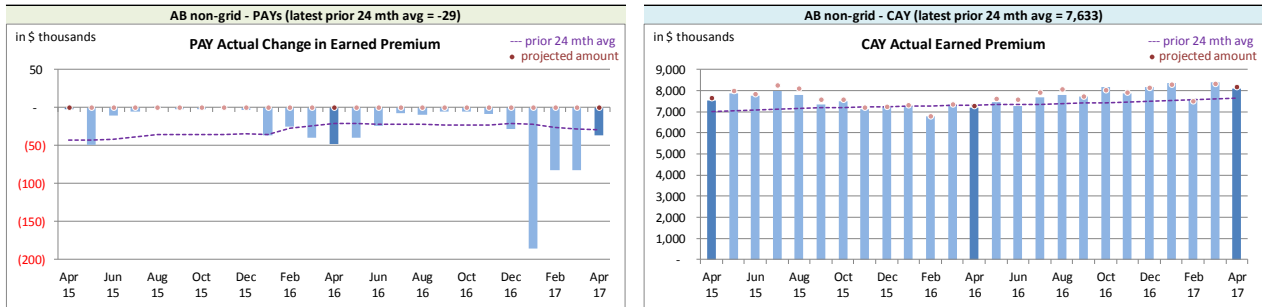 AB non-grid - PAYs (latest prior 24 mth avg = -29)
in $ thousands
PAY Actual Change in Earned Premium
--- prior 24 mth avg
• projected amount
50
-
(50)
(100)
(150)
(200)
Apr Jun Aug Oct Dec Feb Apr Jun Aug Oct Dec Feb Apr
15 15 15 15 15 16 16 16 16 16 16 17 17
AB non-grid - CAY (latest prior 24 mth avg = 7,633)
in $ thousands
CAY Actual Earned Premium
--- prior 24 mth avg
• projected amount
9,000
8,000
7,000
6,000
5,000
4,000
3,000
2,000
1,000
-
Apr Jun Aug Oct Dec Feb Apr Jun Aug Oct Dec Feb Apr
15 15 15 15 15 16 16 16 16 16 16 17 17